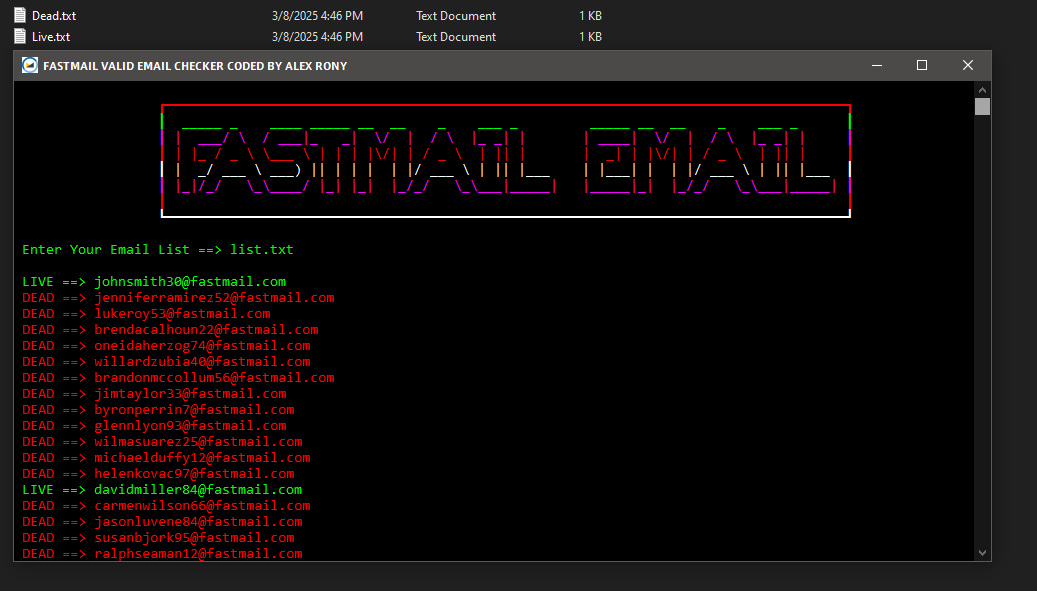 Dead.txt 3/8/2025 4:46 PM Text Document 1 KB
Live.txt 3/8/2025 4:46 PM Text Document 1 KB
FASTMAIL VALID EMAIL CHECKER CODED BY ALEX RONY
FASTMAIL EMAIL
Enter Your Email List ==> list.txt
LIVE ==> johnsmith30@fastmail.com
DEAD ==> jenniferramirez52@fastmail.com
DEAD ==> lukeroy53@fastmail.com
DEAD ==> brendacalhoun22@fastmail.com
DEAD ==> oneidaherzog74@fastmail.com
DEAD ==> willardzubia40@fastmail.com
DEAD ==> brandonmccollum56@fastmail.com
DEAD ==> jimtaylor33@fastmail.com
DEAD ==> byronperrin7@fastmail.com
DEAD ==> glennlyon93@fastmail.com
DEAD ==> wilmasuarez25@fastmail.com
DEAD ==> michaelduffy12@fastmail.com
DEAD ==> helenkovac97@fastmail.com
LIVE ==> davidmiller84@fastmail.com
DEAD ==> carmenwilson66@fastmail.com
DEAD ==> jasonluvene84@fastmail.com
DEAD ==> susanbjork95@fastmail.com
DEAD ==> ralphseaman12@fastmail.com